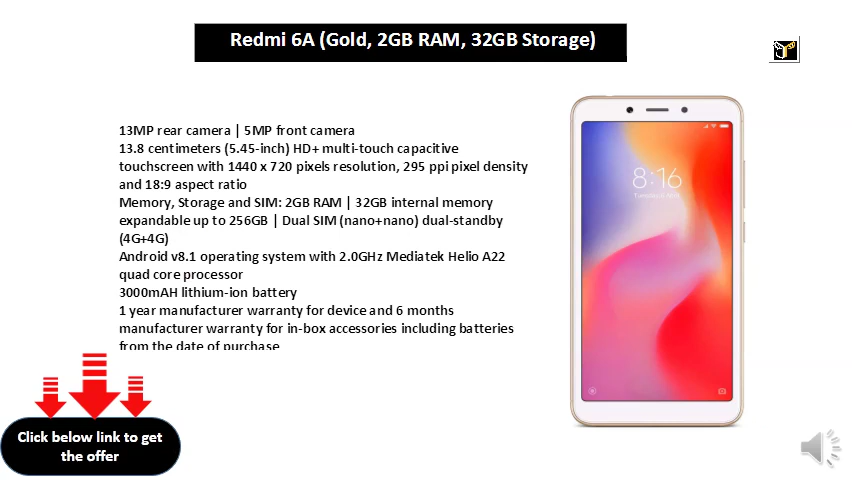 Redmi 6A (Gold, 2GB RAM, 32GB Storage)
13MP rear camera | 5MP front camera
13.8 centimeters (5.45-inch) HD+ multi-touch capacitive
touchscreen with 1440 x 720 pixels resolution, 295 ppi pixel density
and 18:9 aspect ratio
Memory, Storage and SIM: 2GB RAM | 32GB internal memory
expandable up to 256GB | Dual SIM (nano+nano) dual-standby
(4G+4G)
Android v8.1 operating system with 2.0GHz Mediatek Helio A22
quad core processor
3000mAH lithium-ion battery
1 year manufacturer warranty for device and 6 months
manufacturer warranty for in-box accessories including batteries
from the date of purchase
8:16
Click below link to get
the offer